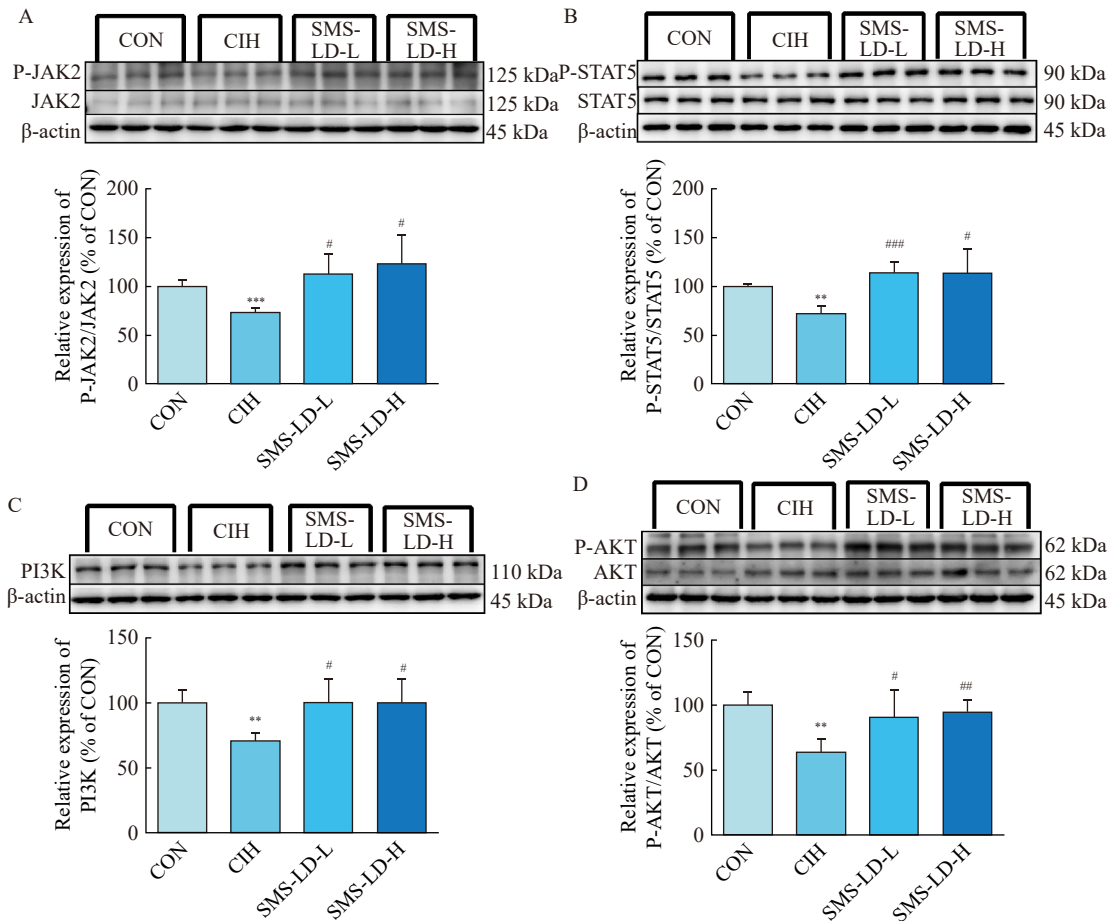 A
CON
CIH
SMS-
LD-L
SMS-
LD-H
P-JAK2
125 kDa
JAK2
125 kDa
β-actin
45 kDa
Relative expression of
P-JAK2/JAK2 (% of CON)
200
150
100
50
0
***
#
#
CON
CIH
SMS-LD-L
SMS-LD-H
B
CON
CIH
SMS-
LD-L
SMS-
LD-H
P-STAT5
90 kDa
STAT5
90 kDa
β-actin
45 kDa
Relative expression of
P-STAT5/STAT5 (% of CON)
200
150
100
50
0
**
###
#
CON
CIH
SMS-LD-L
SMS-LD-H
C
CON
CIH
SMS-
LD-L
SMS-
LD-H
PI3K
110 kDa
β-actin
45 kDa
Relative expression of
PI3K (% of CON)
150
100
50
0
**
#
#
CON
CIH
SMS-LD-L
SMS-LD-H
D
CON
CIH
SMS-
LD-L
SMS-
LD-H
P-AKT
62 kDa
AKT
62 kDa
β-actin
45 kDa
Relative expression of
P-AKT/AKT (% of CON)
150
100
50
0
**
#
##
CON
CIH
SMS-LD-L
SMS-LD-H